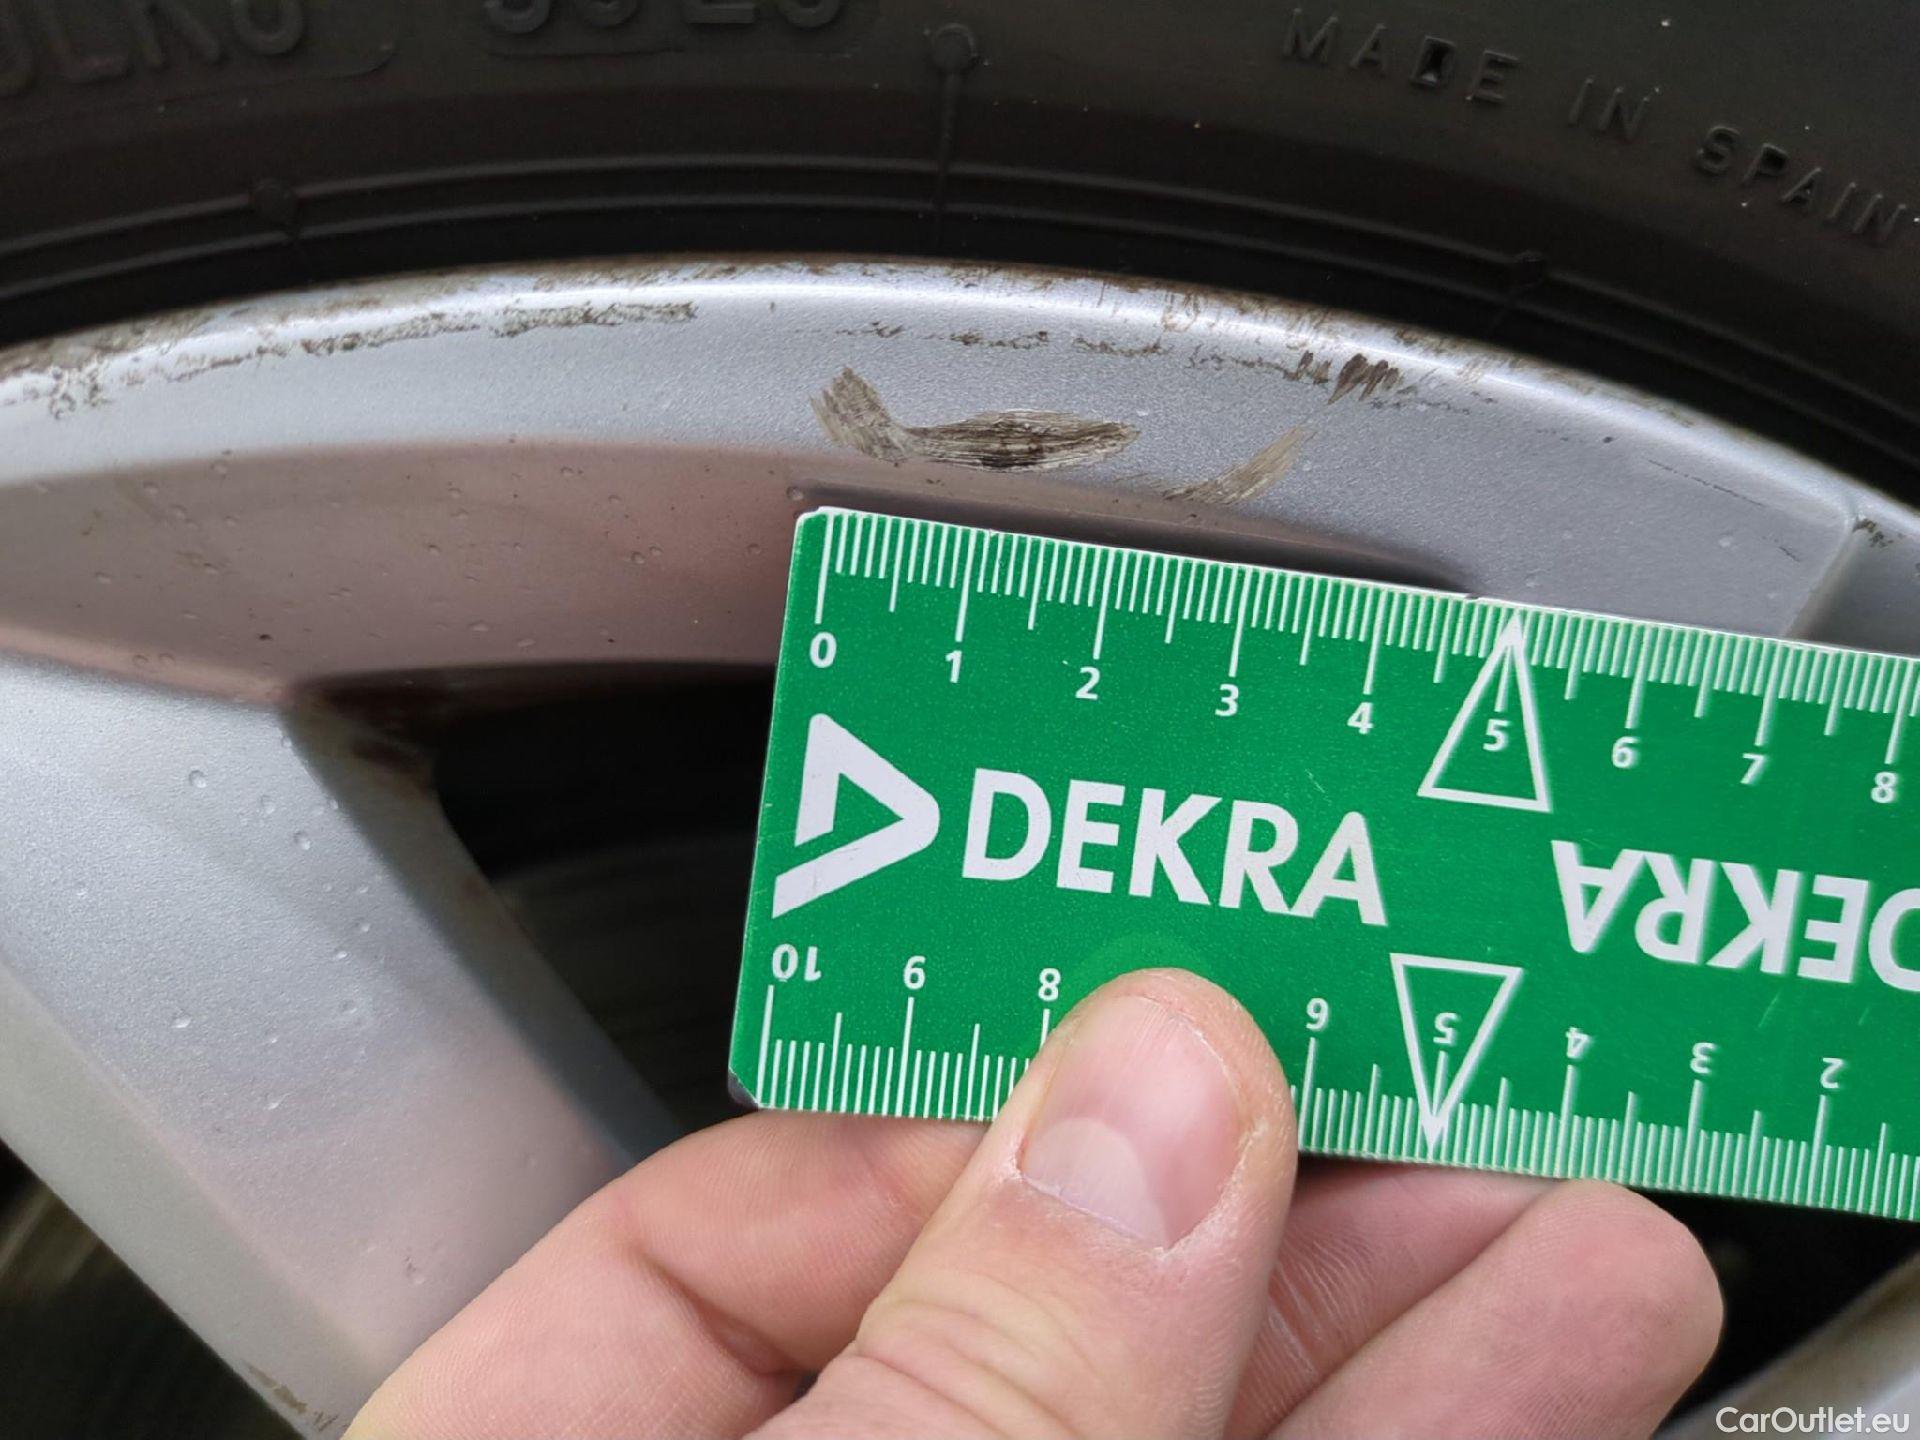 MADE IN SPAIN
0 1 2 3 4 5 6 7 8
DEKRA
DEKRA
10 9 8 6 5 4 3 2
CarOutlet.eu